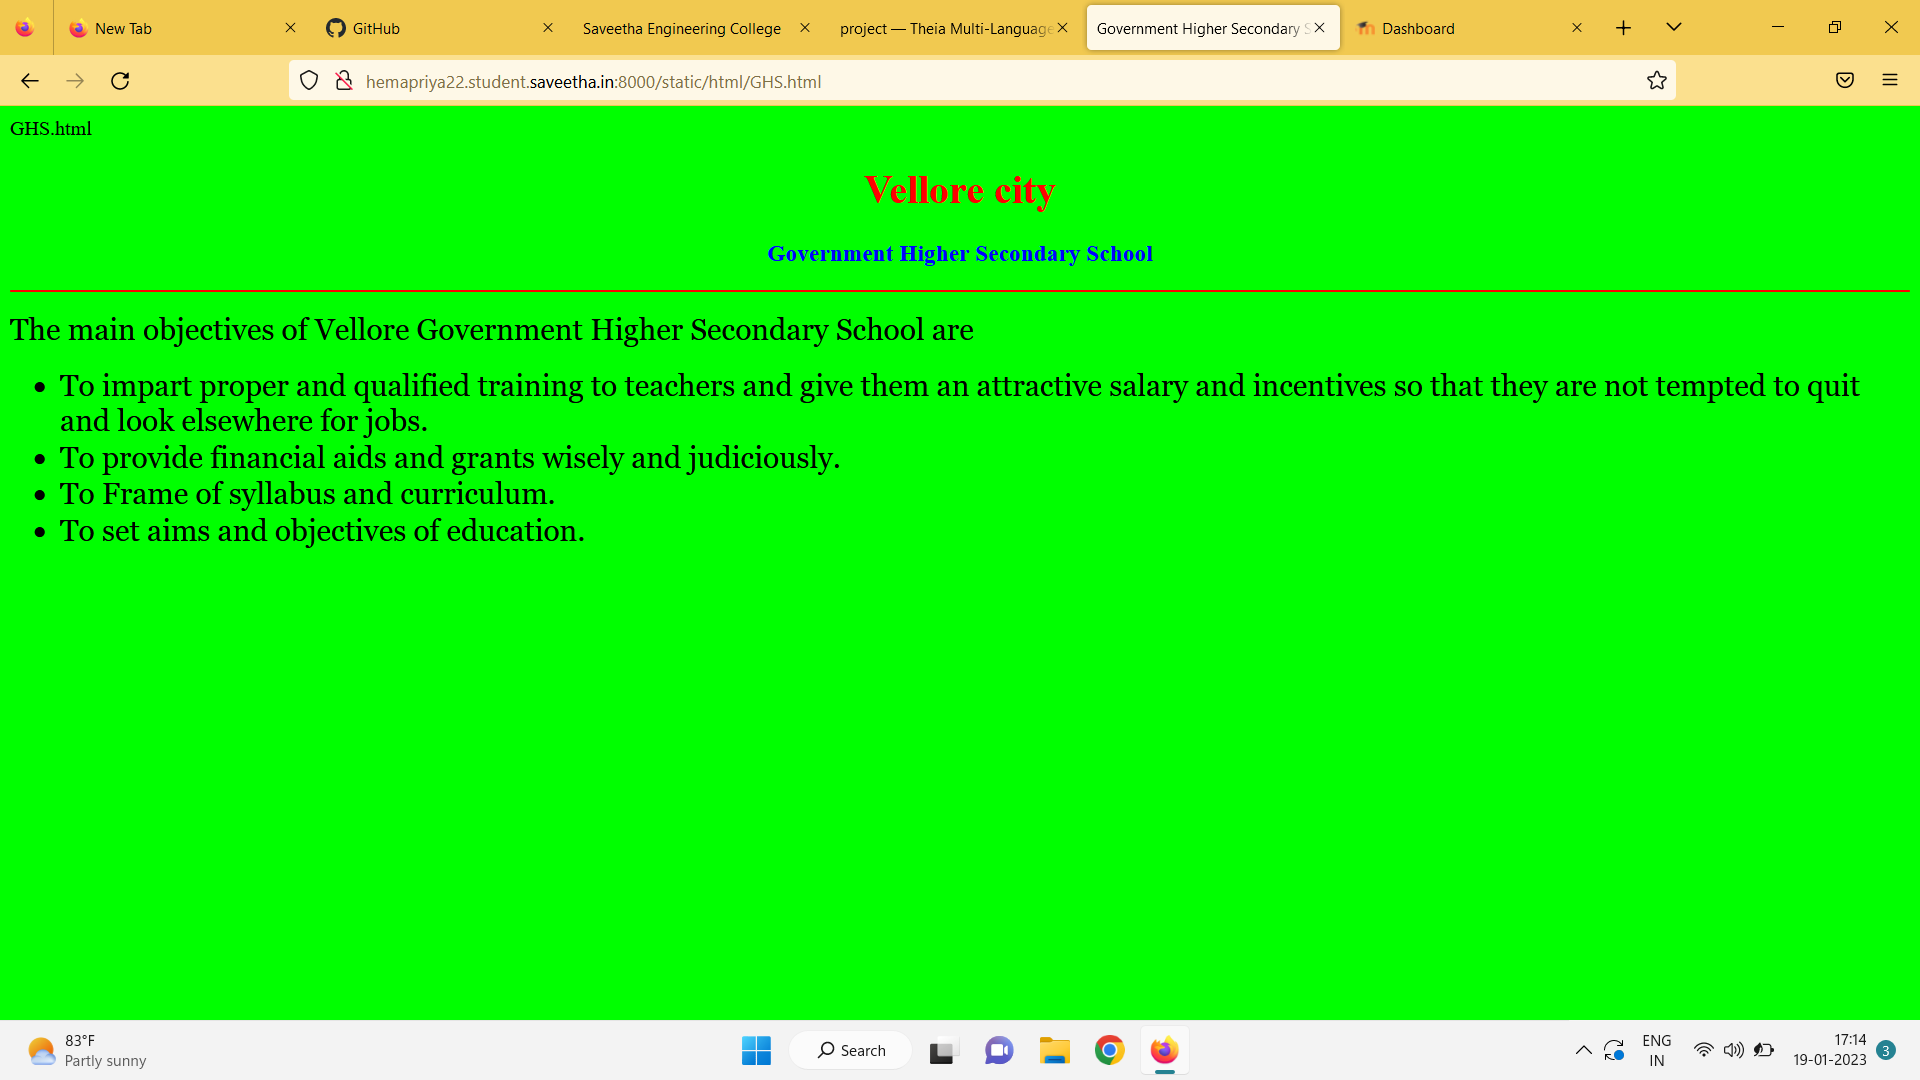 New Tab
GitHub
Saveetha Engineering College
project — Theia Multi-Language
Government Higher Secondary S
Dashboard
hemapriya22.student.saveetha.in:8000/static/html/GHS.html
GHS.html
Vellore city
Government Higher Secondary School
The main objectives of Vellore Government Higher Secondary School are
• To impart proper and qualified training to teachers and give them an attractive salary and incentives so that they are not tempted to quit
and look elsewhere for jobs.
• To provide financial aids and grants wisely and judiciously.
• To Frame of syllabus and curriculum.
• To set aims and objectives of education.
83°F
Partly sunny
Search
ENG
IN
17:14
19-01-2023
3